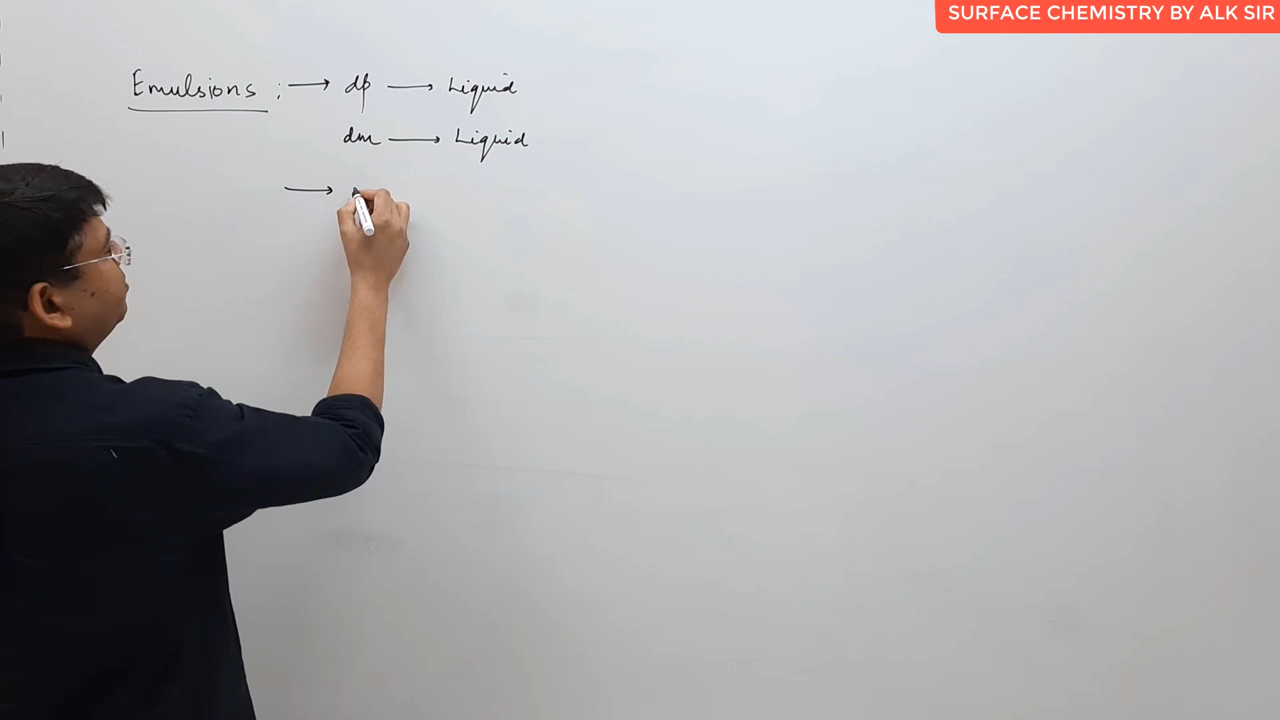 SURFACE CHEMISTRY BY ALK SIR
Emulsions : → dp → Liquid
dm → Liquid
→